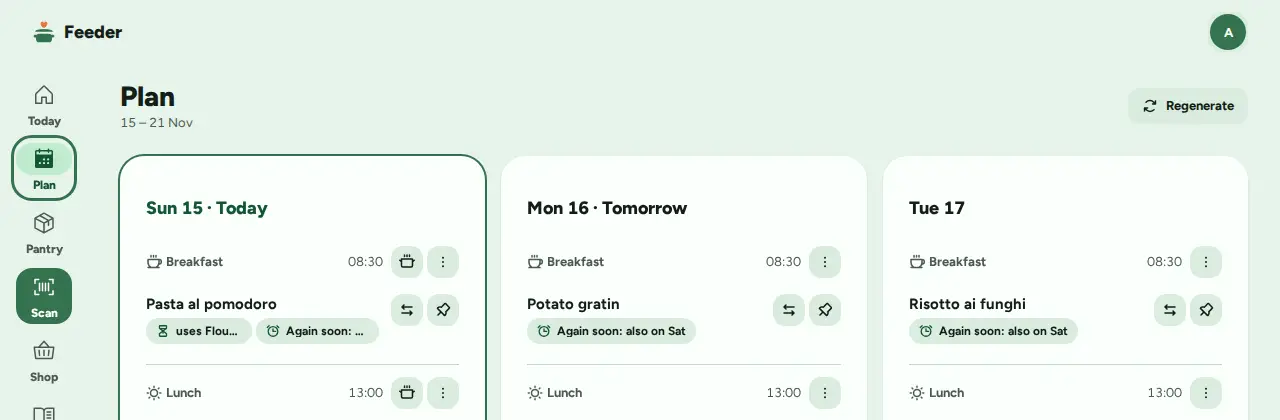 Feeder
A
Today
Plan
Pantry
Scan
Shop
Plan
15 – 21 Nov
Regenerate
Sun 15 · Today
Breakfast 08:30
Pasta al pomodoro
uses Flou... Again soon: ...
Lunch 13:00
Mon 16 · Tomorrow
Breakfast 08:30
Potato gratin
Again soon: also on Sat
Lunch 13:00
Tue 17
Breakfast 08:30
Risotto ai funghi
Again soon: also on Sat
Lunch 13:00